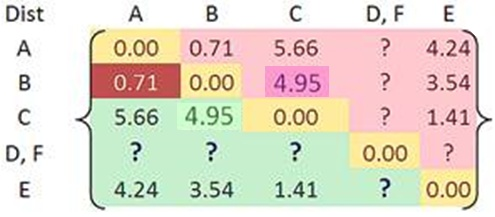 Dist A B C D, F E
A 0.00 0.71 5.66 ? 4.24
B 0.71 0.00 4.95 ? 3.54
C 5.66 4.95 0.00 ? 1.41
D, F ? ? ? 0.00 ?
E 4.24 3.54 1.41 ? 0.00